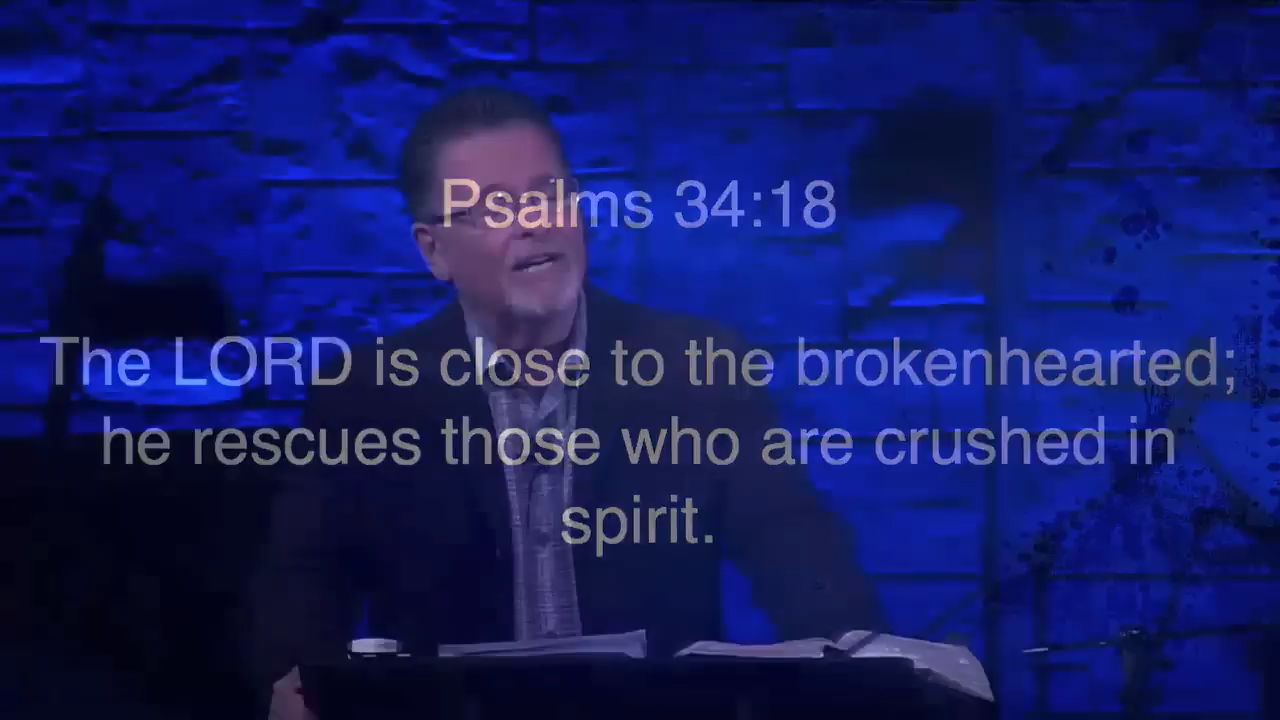 Psalms 34:18
The LORD is close to the brokenhearted;
he rescues those who are crushed in
spirit.